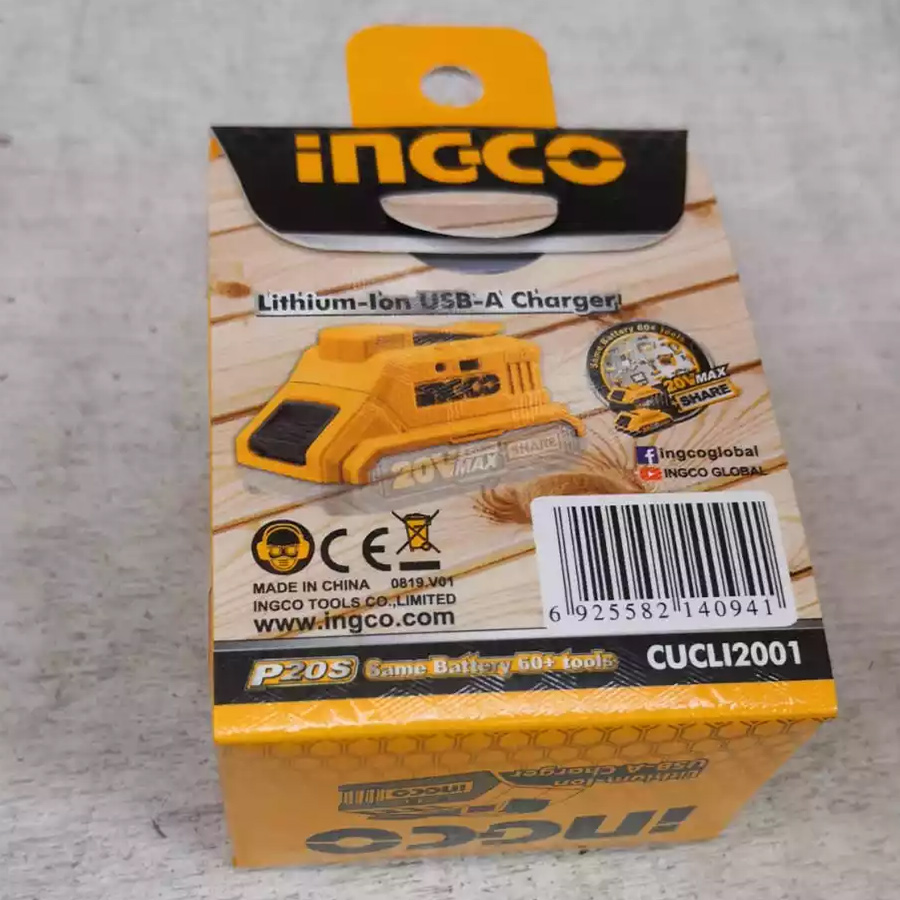 INGCO
Lithium-Ion USB-A Charger
INGCO
20V MAX SHARE
Same Battery 60+ Tools
20V MAX
SHARE
ingcoglobal
INGCO GLOBAL
CE
MADE IN CHINA 0819.V01
INGCO TOOLS CO.,LIMITED
www.ingco.com
6 925582 140941
P20S Same Battery 60+ tools CUCLI2001
Lithium-Ion
USB-A Charger
INGCO
INGCO